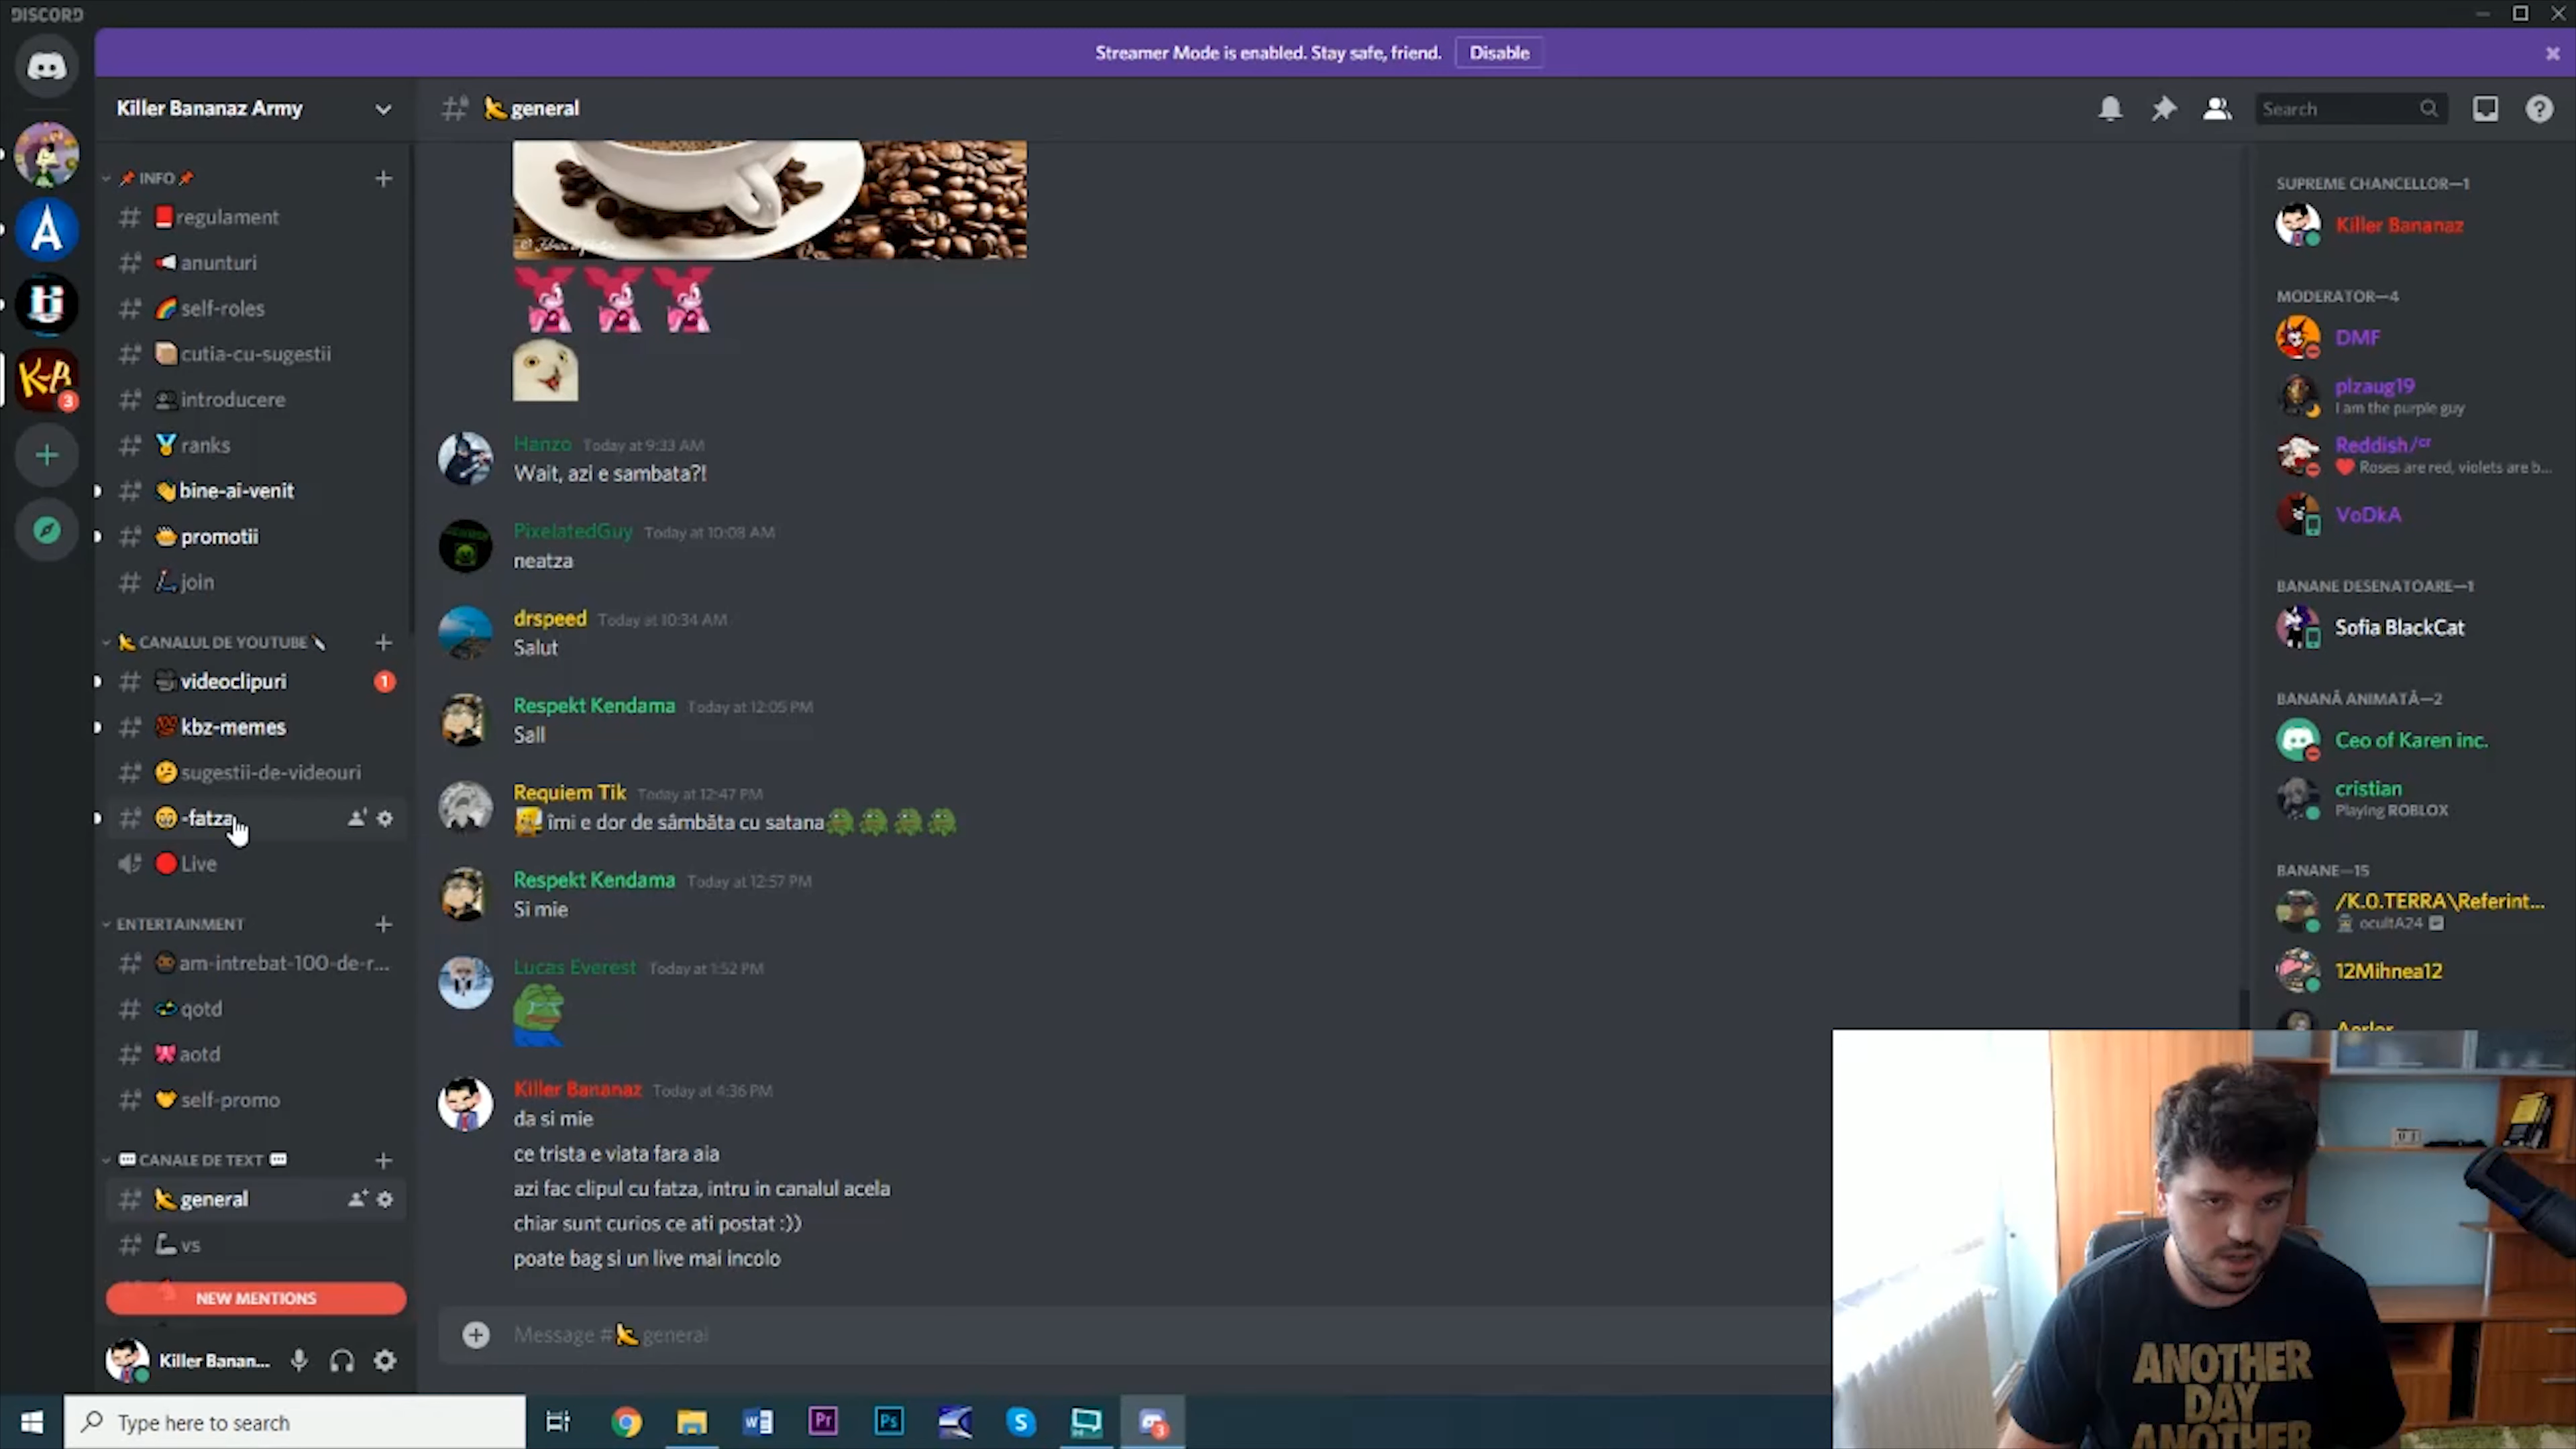 DISCORD
Streamer Mode is enabled. Stay safe, friend.
Disable
Killer Bananaz Army
general
Search
INFO
regulament
anunturi
self-roles
cutia-cu-sugestii
introducere
ranks
bine-ai-venit
promotii
join
CANALUL DE YOUTUBE
videoclipuri
1
kbz-memes
sugestii-de-videouri
-fatza
Live
ENTERTAINMENT
am-intrebat-100-de-r...
qotd
aotd
self-promo
CANALE DE TEXT
general
vs
NEW MENTIONS
Killer Banan...
K-B
3
Hanzo Today at 9:33 AM
Wait, azi e sambata?!
PixelatedGuy Today at 10:08 AM
neatza
drspeed Today at 10:34 AM
Salut
Respekt Kendama Today at 12:05 PM
Sall
Requiem Tik Today at 12:47 PM
îmi e dor de sâmbăta cu satana
Respekt Kendama Today at 12:57 PM
Si mie
Lucas Everest Today at 1:52 PM
Killer Bananaz Today at 4:36 PM
da si mie
ce trista e viata fara aia
azi fac clipul cu fatza, intru in canalul acela
chiar sunt curios ce ati postat :))
poate bag si un live mai incolo
Message # general
SUPREME CHANCELLOR—1
Killer Bananaz
MODERATOR—4
DMF
plzaug19
I am the purple guy
Reddish/ᶜʳ
Roses are red, violets are b...
VoDkA
BANANE DESENATOARE—1
Sofia BlackCat
BANANĂ ANIMATĂ—2
Ceo of Karen inc.
cristian
Playing ROBLOX
BANANE—15
/K.O.TERRA\Referint...
ocultA24
12Mihnea12
ANOTHER
DAY
ANOTHER
Type here to search
Pr
Ps
3